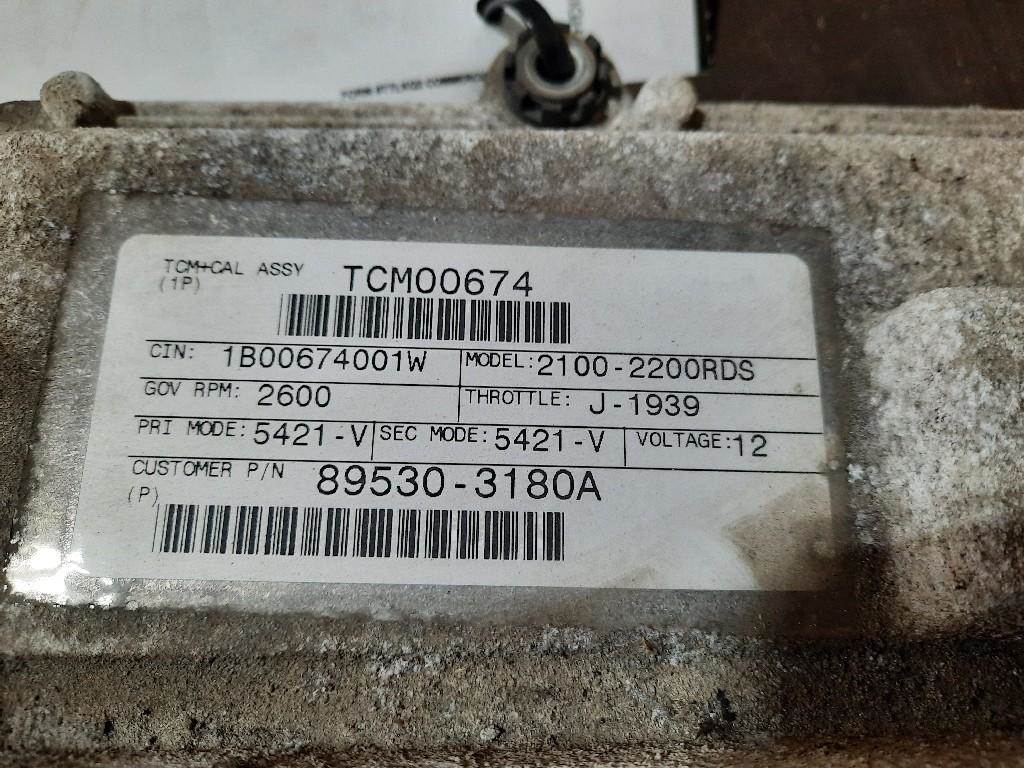 TCM+CAL ASSY TCM00674
(1P)
CIN: 1B00674001W MODEL: 2100-2200RDS
GOV RPM: 2600 THROTTLE: J-1939
PRI MODE: 5421-V SEC MODE: 5421-V VOLTAGE: 12
CUSTOMER P/N 89530-3180A
(P)